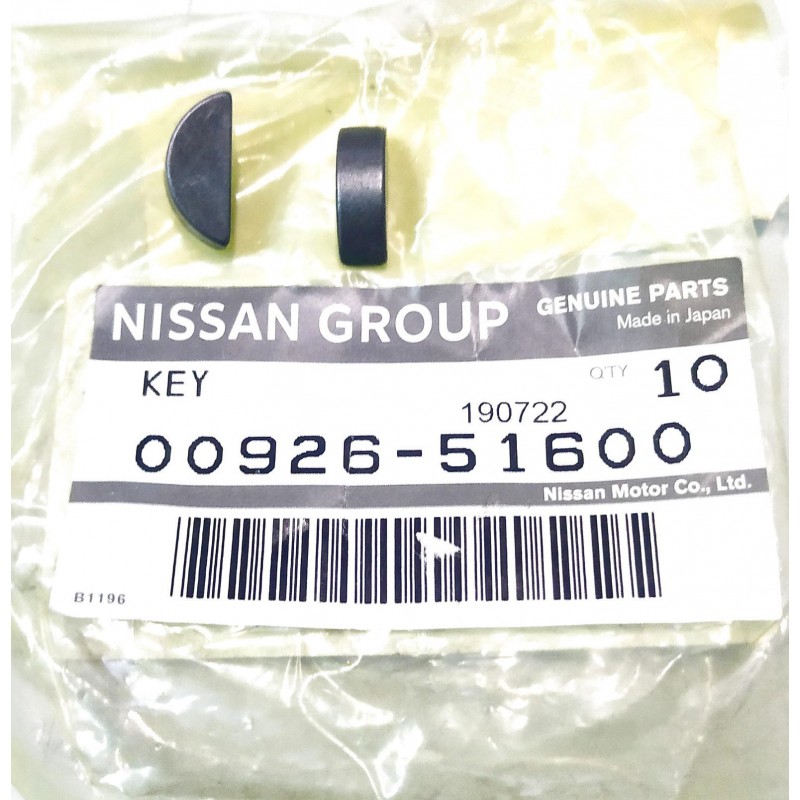 NISSAN GROUP GENUINE PARTS
Made in Japan
KEY QTY 10
190722
00926-51600
Nissan Motor Co., Ltd.
B1196